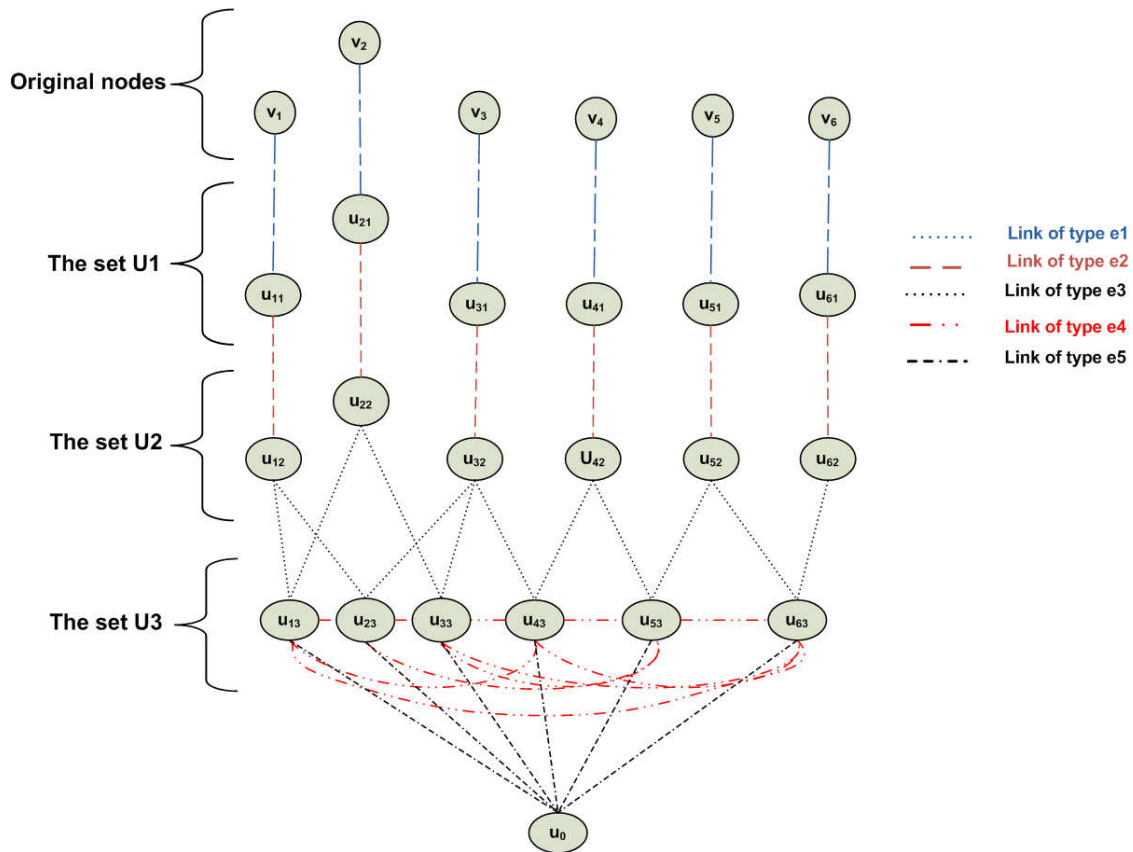 Original nodes
v2
v1
v3
v4
v5
v6
The set U1
u21
u11
u31
u41
u51
u61
Link of type e1
Link of type e2
Link of type e3
Link of type e4
Link of type e5
The set U2
u22
u12
u32
U42
u52
u62
The set U3
u13
u23
u33
u43
u53
u63
u0